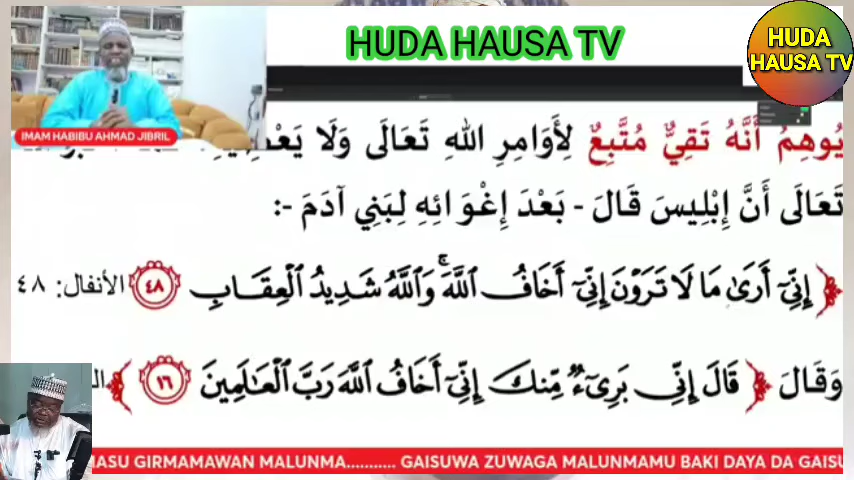 HUDA HAUSA TV
HUDA
HAUSA TV
IMAM HABIBU AHMAD JIBRIL
يُوهِمُ أَنَّهُ تَقِيٌّ مُتَّبِعٌ لِأَوَامِرِ اللهِ تَعَالَى وَلَا
تَعَالَى أَنَّ إِبْلِيسَ قَالَ - بَعْدَ إِغْوَائِهِ لِبَنِي آدَمَ -:
﴿ إِنِّيٓ أَرَىٰ مَا لَا تَرَوْنَ إِنِّيٓ أَخَافُ ٱللَّهَۚ وَٱللَّهُ شَدِيدُ ٱلْعِقَابِ ٤٨ الأنفال: ٤٨
وَقَالَ ﴿ قَالَ إِنِّي بَرِيٓءٌ مِّنكَ إِنِّيٓ أَخَافُ ٱللَّهَ رَبَّ ٱلْعَـٰلَمِينَ ١٦ ﴾
MASU GIRMAMAWAN MALUNMA........... GAISUWA ZUWAGA MALUNMAMU BAKI DAYA DA GAISU